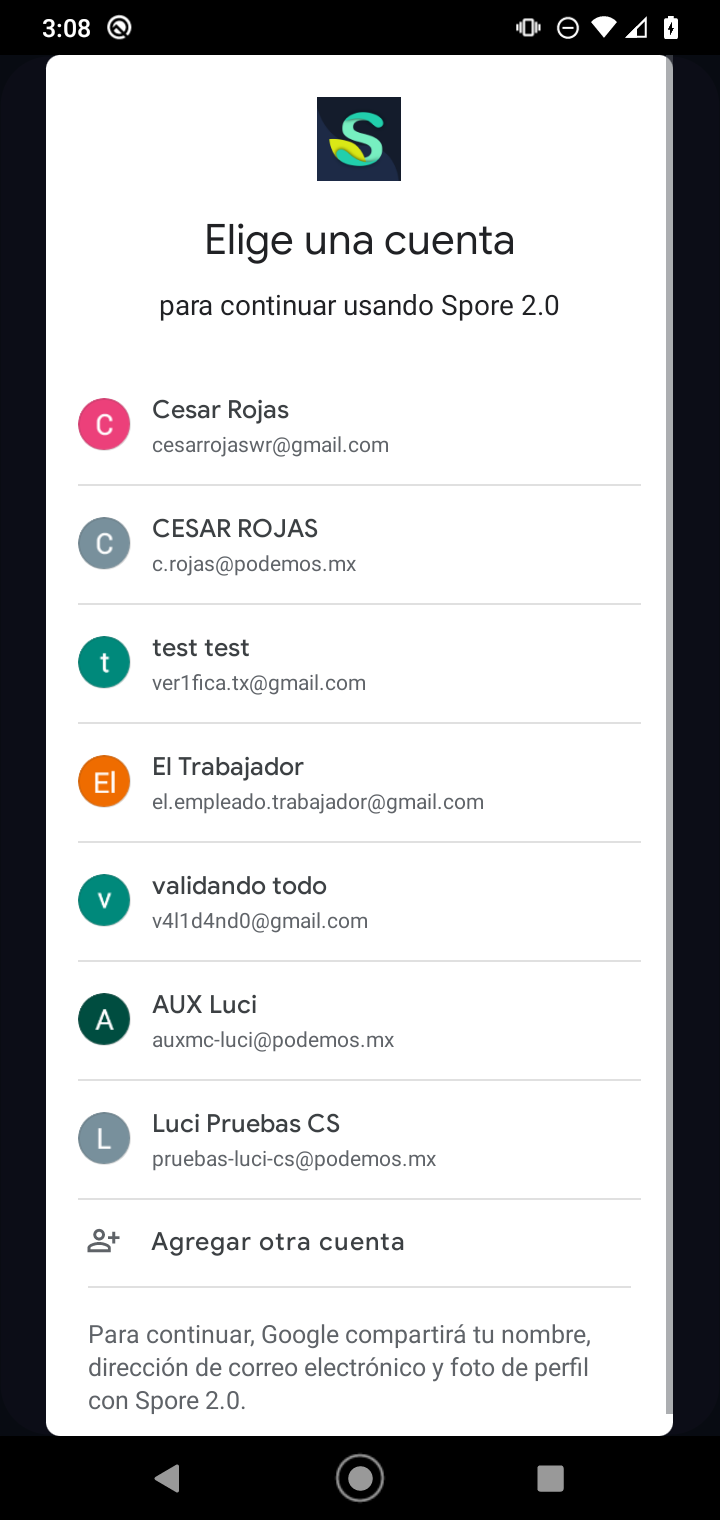 3:08
S
Elige una cuenta
para continuar usando Spore 2.0
C
Cesar Rojas
cesarrojaswr@gmail.com
C
CESAR ROJAS
c.rojas@podemos.mx
t
test test
ver1fica.tx@gmail.com
El
El Trabajador
el.empleado.trabajador@gmail.com
v
validando todo
v4l1d4nd0@gmail.com
A
AUX Luci
auxmc-luci@podemos.mx
L
Luci Pruebas CS
pruebas-luci-cs@podemos.mx
Agregar otra cuenta
Para continuar, Google compartirá tu nombre,
dirección de correo electrónico y foto de perfil
con Spore 2.0.